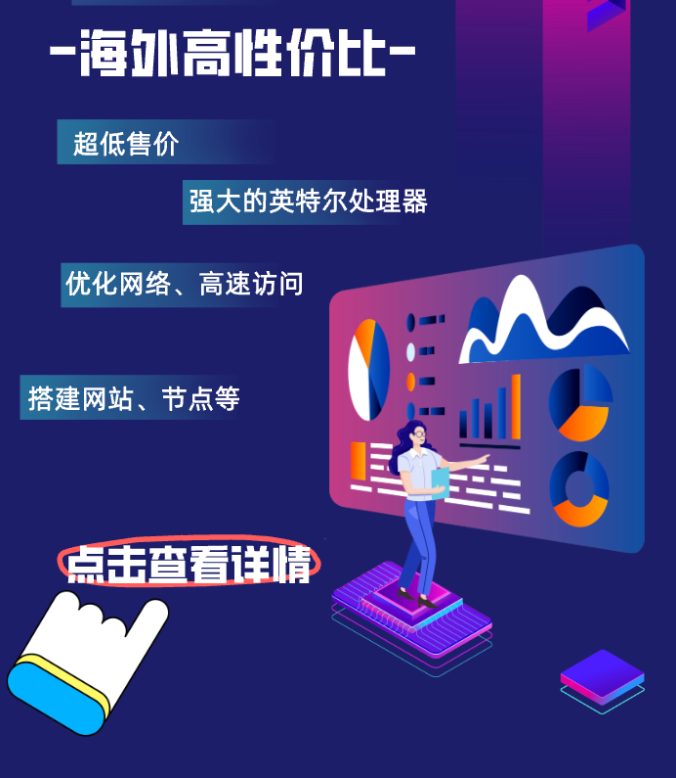 -海外高性价比-
超低售价
强大的英特尔处理器
优化网络、高速访问
搭建网站、节点等
点击查看详情